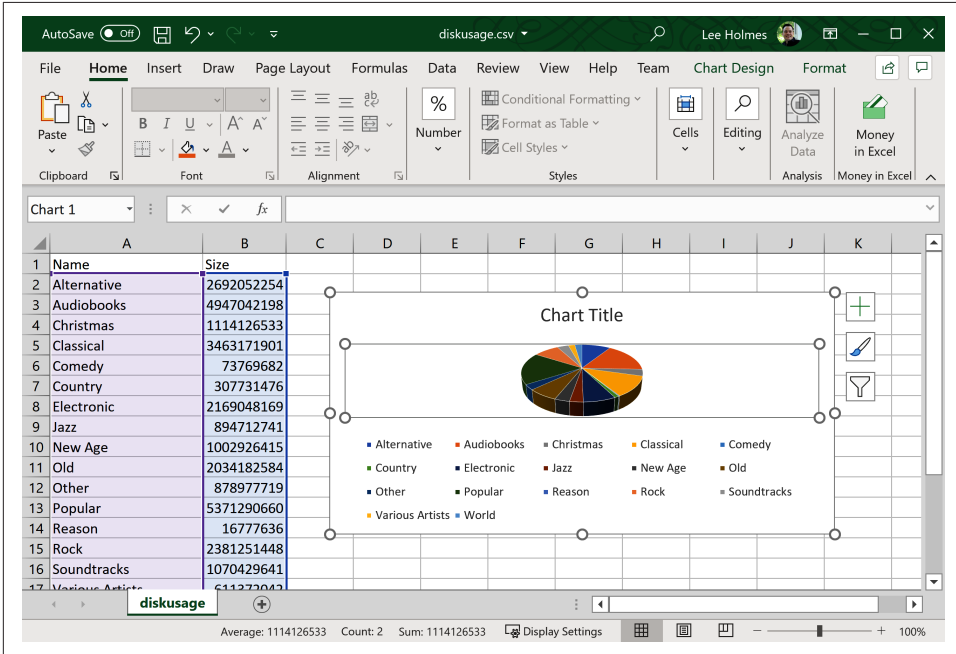 AutoSave Off diskusage.csv Lee Holmes
File Home Insert Draw Page Layout Formulas Data Review View Help Team Chart Design Format
Paste
Clipboard
B I U A A
Font
ab
Alignment
%
Number
Conditional Formatting
Format as Table
Cell Styles
Styles
Cells
Editing
Analyze
Data
Analysis
Money
in Excel
Money in Excel
Chart 1 fx
A B C D E F G H I J K
1 Name Size
2 Alternative 2692052254
3 Audiobooks 4947042198
4 Christmas 1114126533
5 Classical 3463171901
6 Comedy 73769682
7 Country 307731476
8 Electronic 2169048169
9 Jazz 894712741
10 New Age 1002926415
11 Old 2034182584
12 Other 878977719
13 Popular 5371290660
14 Reason 16777636
15 Rock 2381251448
16 Soundtracks 1070429641
17 Various Artists 611372042
Chart Title
Alternative Audiobooks Christmas Classical Comedy
Country Electronic Jazz New Age Old
Other Popular Reason Rock Soundtracks
Various Artists World
diskusage
Average: 1114126533 Count: 2 Sum: 1114126533 Display Settings 100%